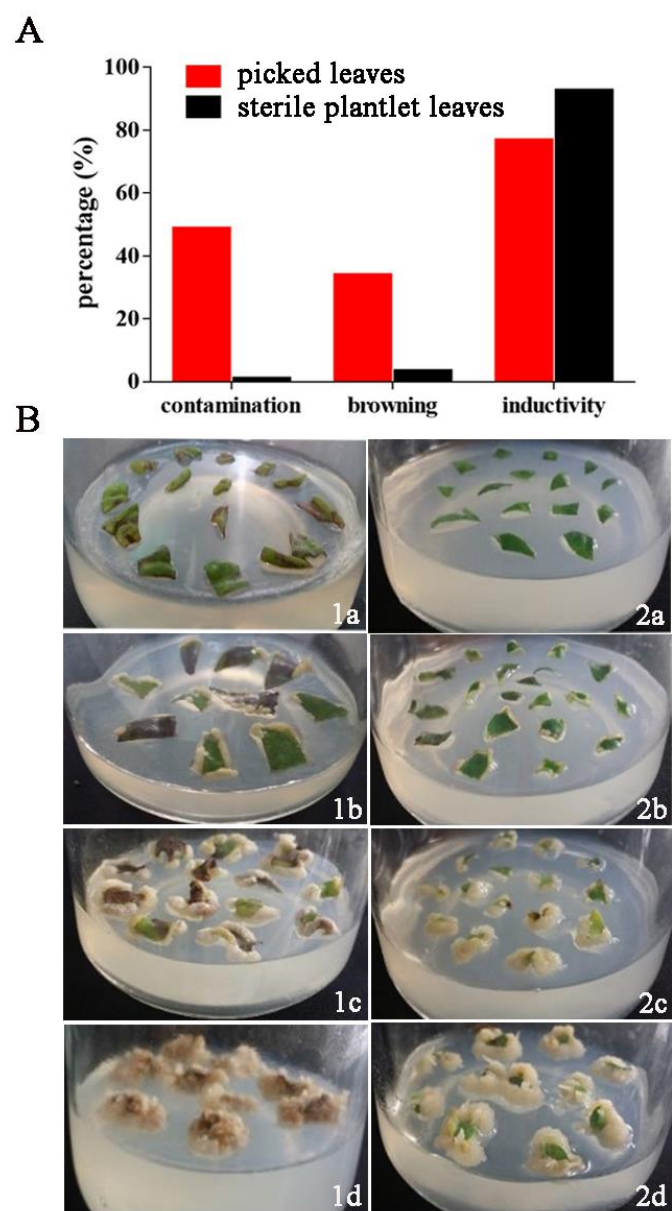 A
100
80
60
40
20
0
percentage (%)
picked leaves
sterile plantlet leaves
contamination browning inductivity
B
1a 2a
1b 2b
1c 2c
1d 2d